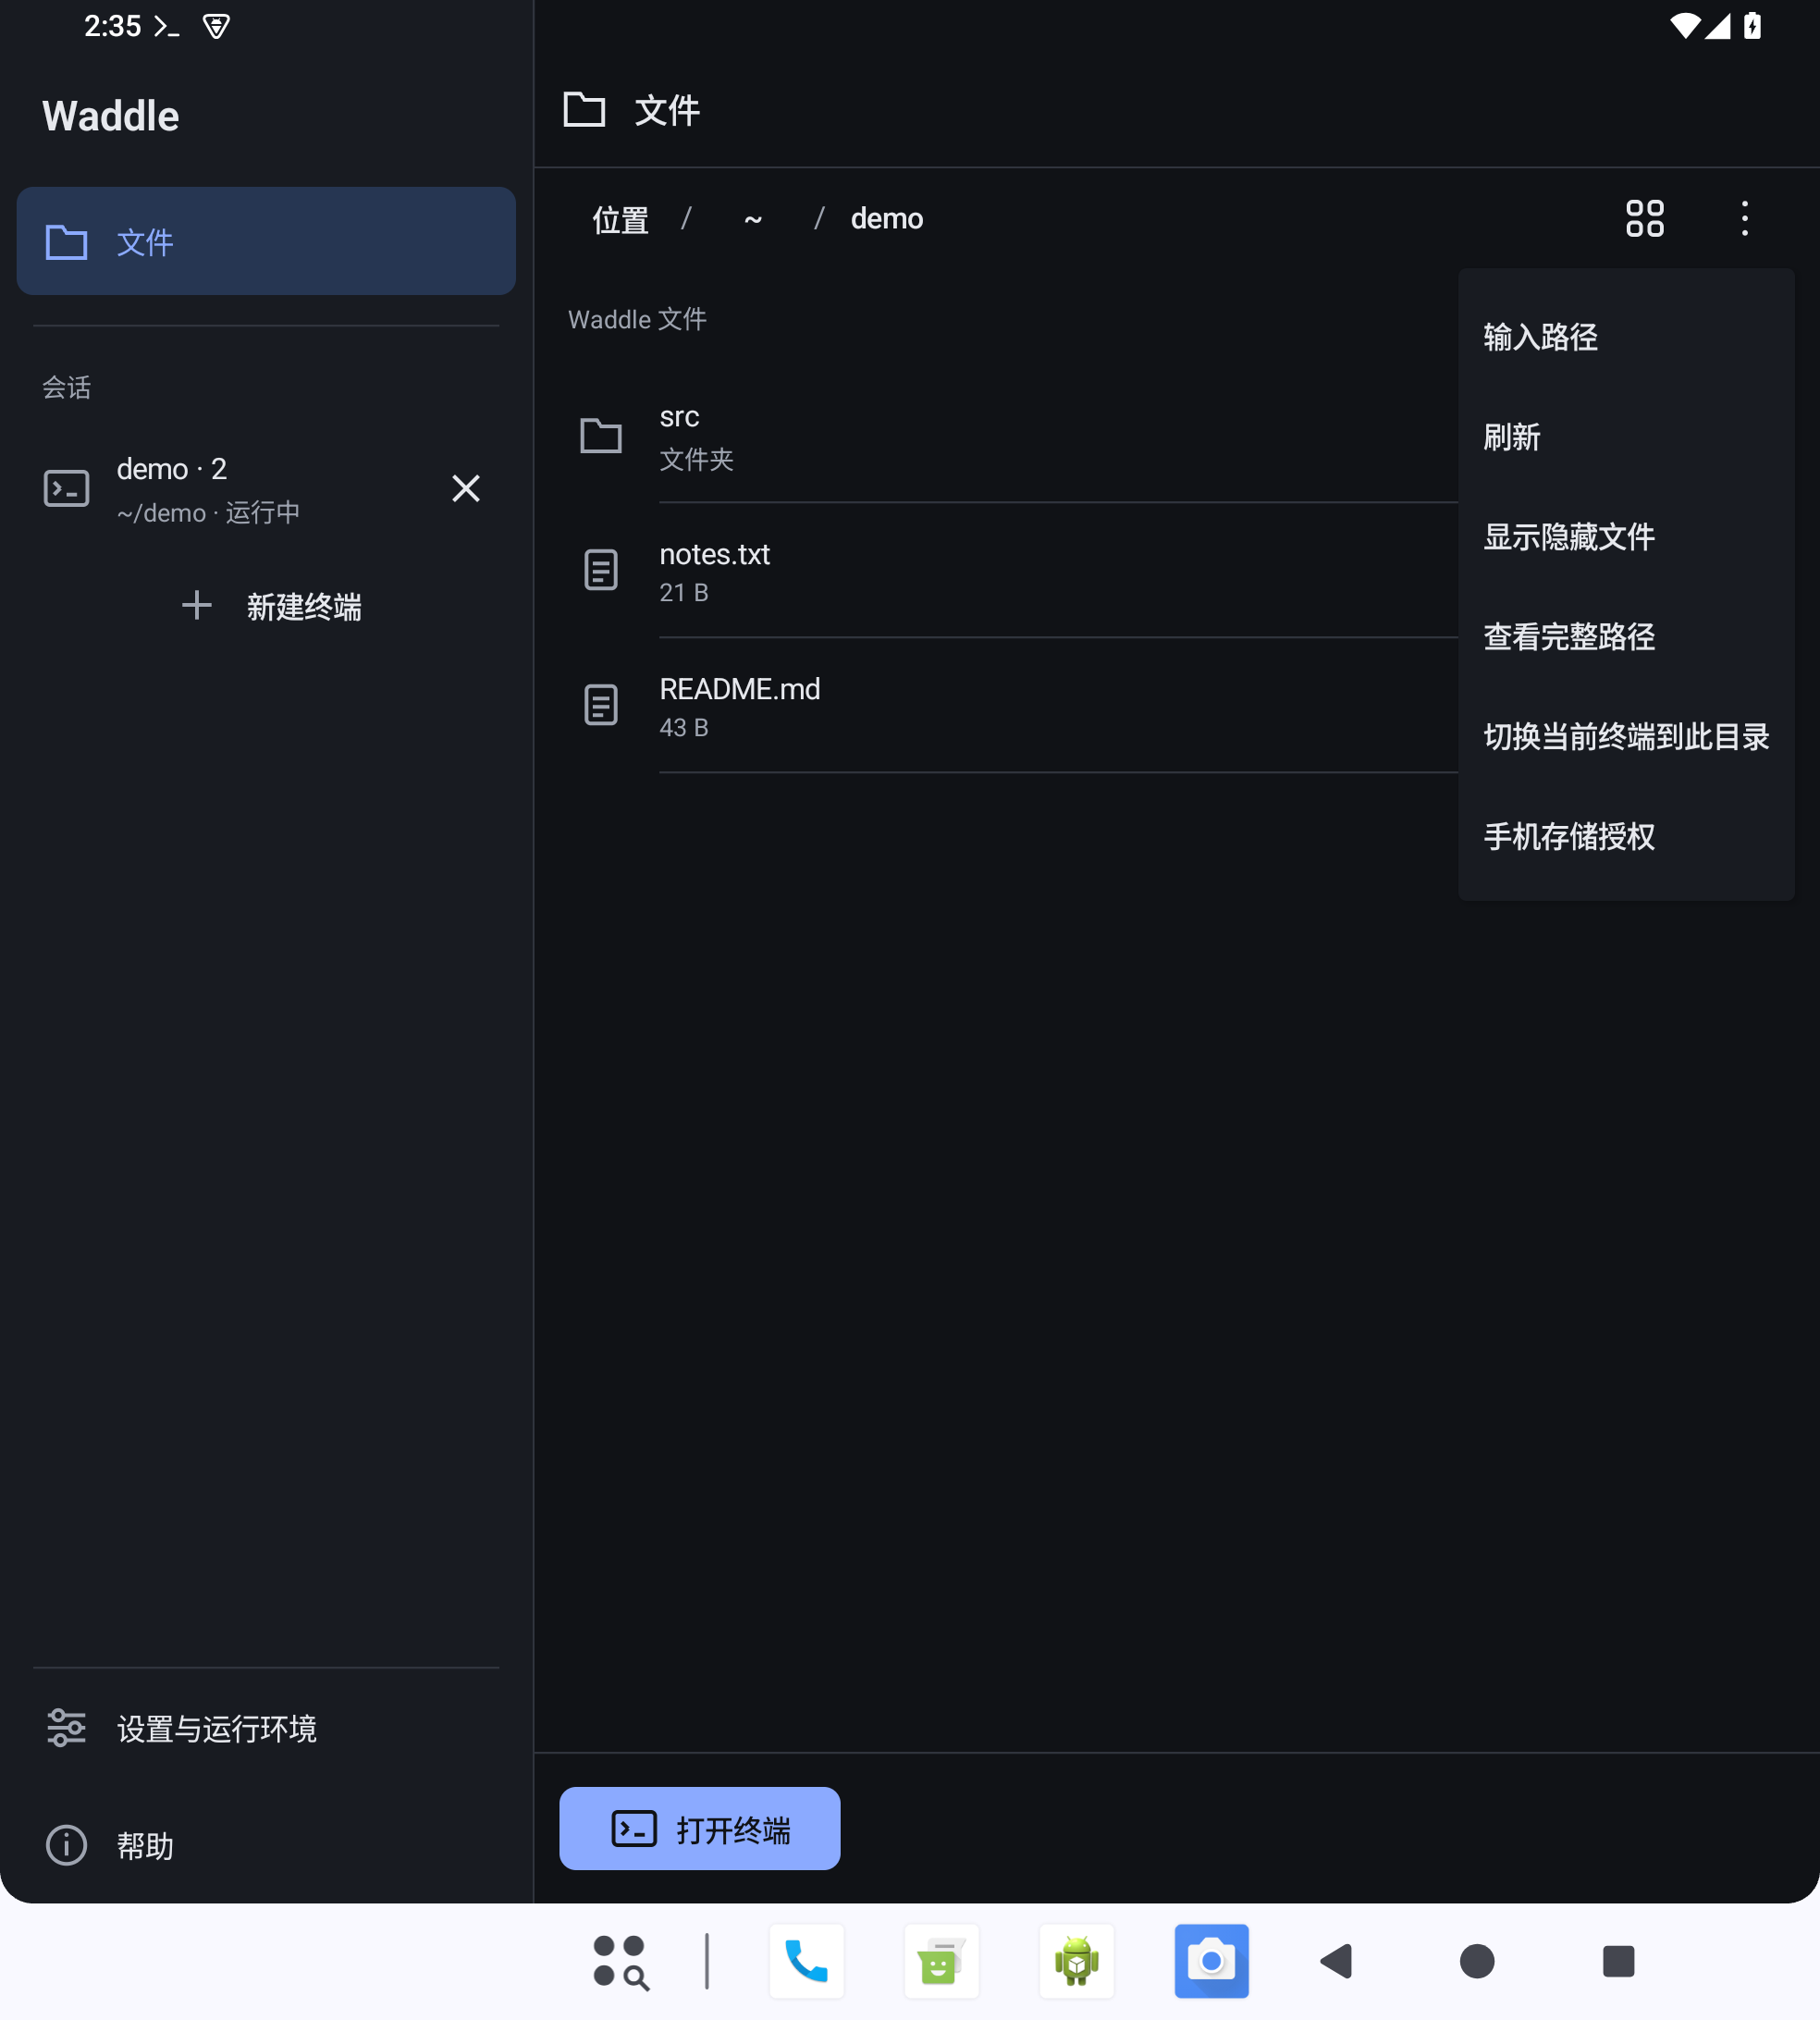 2:35
Waddle
文件
会话
demo · 2
~/demo · 运行中
新建终端
设置与运行环境
帮助
文件
位置 / ~ / demo
Waddle 文件
src
文件夹
notes.txt
21 B
README.md
43 B
输入路径
刷新
显示隐藏文件
查看完整路径
切换当前终端到此目录
手机存储授权
打开终端